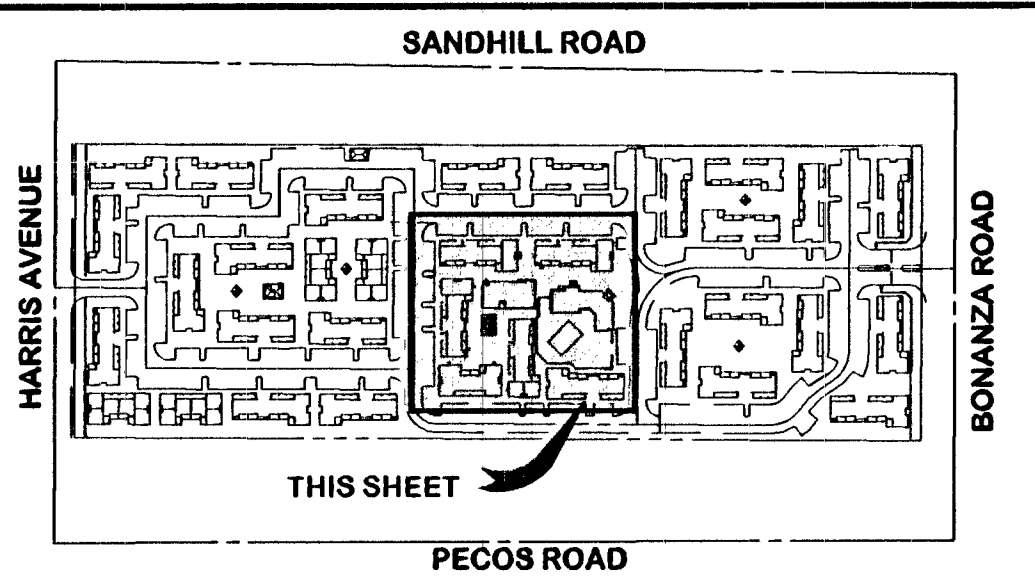 SANDHILL ROAD
HARRIS AVENUE
BONANZA ROAD
THIS SHEET
PECOS ROAD